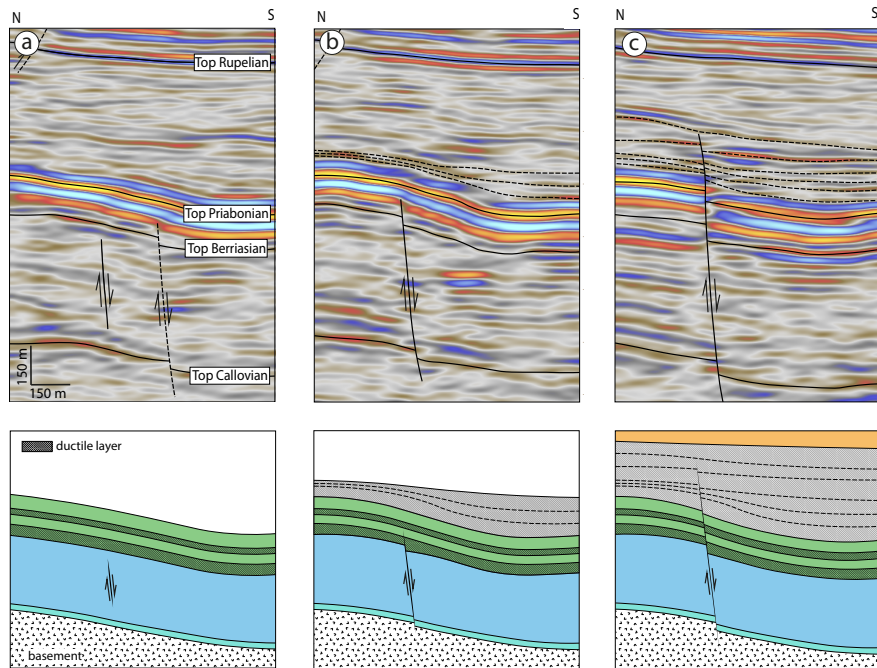 N S N S N S
a b c
Top Rupelian
Top Priabonian
Top Berriasian
Top Callovian
150 m
150 m
ductile layer
basement